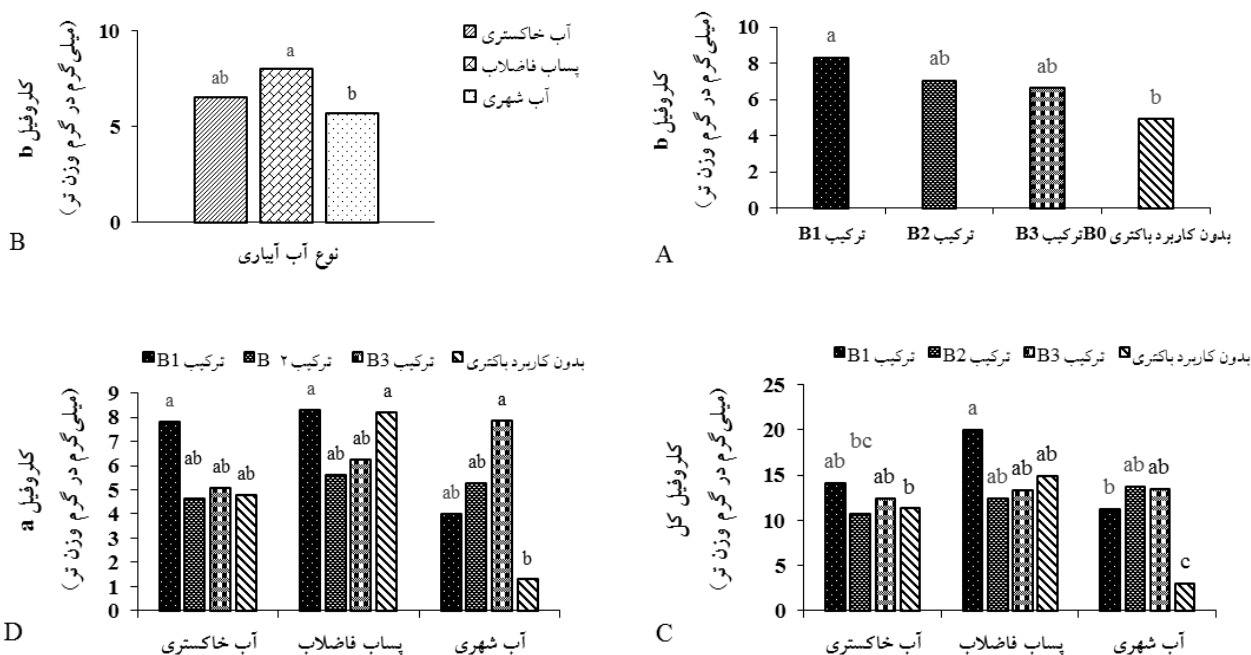 10
5
0
ab
a
b
کلروفیل b
(میلی‌گرم در گرم وزن تر)
نوع آب آبیاری
آب خاکستری
پساب فاضلاب
آب شهری
B
10
8
6
4
2
0
a
ab
ab
b
کلروفیل b
(میلی‌گرم در گرم وزن تر)
ترکیب B1
ترکیب B2
ترکیب B3
بدون کاربرد باکتری B0
A
ترکیب B1
ترکیب B ۲
ترکیب B3
بدون کاربرد باکتری
9
8
7
6
5
4
3
2
1
0
a
ab
ab
ab
a
ab
ab
a
ab
ab
a
b
کلروفیل a
(میلی‌گرم در گرم وزن تر)
آب خاکستری
پساب فاضلاب
آب شهری
D
ترکیب B1
ترکیب B2
ترکیب B3
بدون کاربرد باکتری
25
20
15
10
5
0
ab
bc
ab
b
a
ab
ab
ab
b
ab
ab
c
کلروفیل کل
(میلی‌گرم در گرم وزن تر)
آب خاکستری
پساب فاضلاب
آب شهری
C